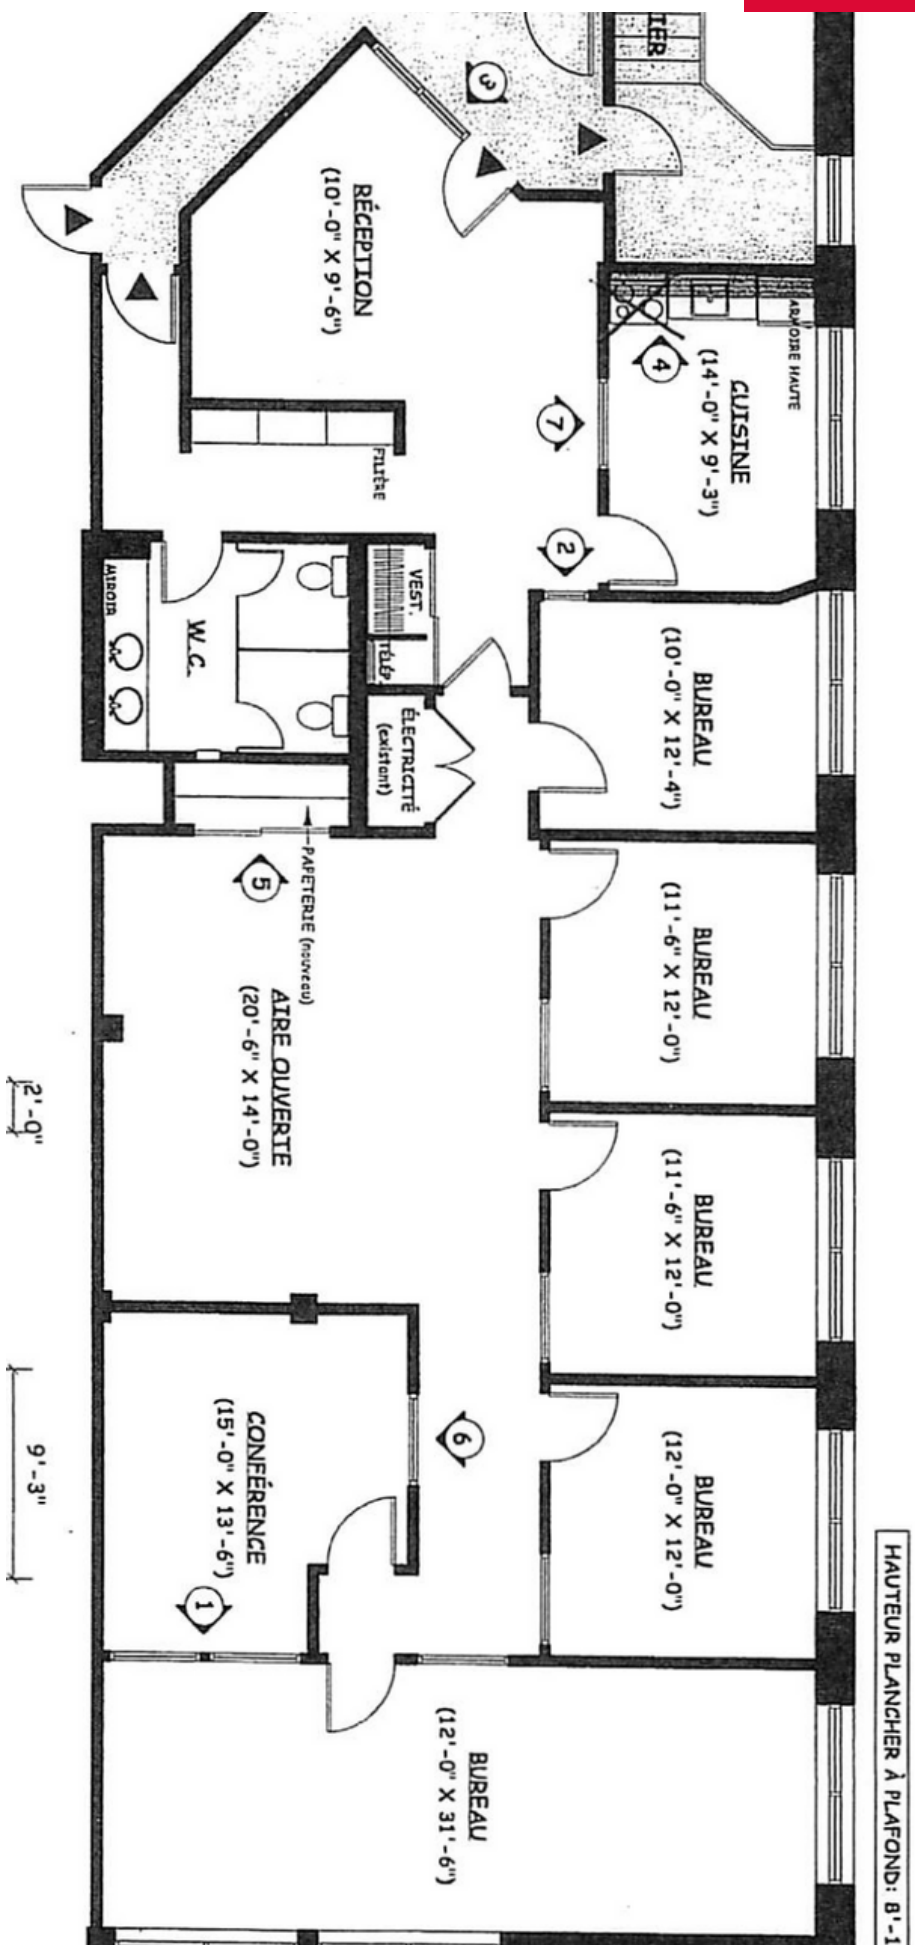 IER.
3
RÉCEPTION
(10'-0" X 9'-6")
ARMOIRE HAUTE
4
CUISINE
(14'-0" X 9'-3")
7
FILIÈRE
2
VEST.
TÉLÉP.
MIROIR
W.C.
ÉLECTRICITÉ
(existant)
BUREAU
(10'-0" X 12'-4")
5
PAPETERIE (nouveau)
BUREAU
(11'-6" X 12'-0")
AIRE OUVERTE
(20'-6" X 14'-0")
2'-0"
BUREAU
(11'-6" X 12'-0")
BUREAU
(12'-0" X 12'-0")
6
CONFÉRENCE
(15'-0" X 13'-6")
9'-3"
1
BUREAU
(12'-0" X 31'-6")
HAUTEUR PLANCHER À PLAFOND: 8'-1